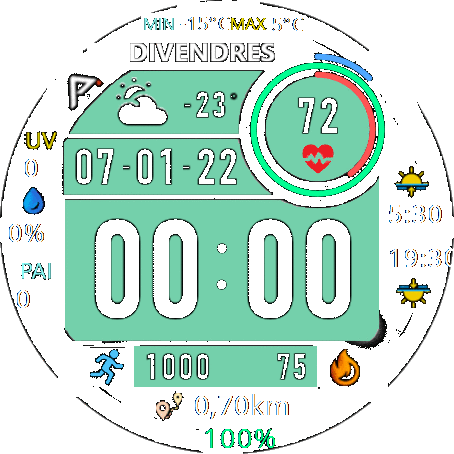 MIN -15°C MAX 5°C
DIVENDRES
-23°
72
UV
0
07-01-22
0%
5:30
00:00
19:30
PAI
0
1000 75
0,70km
100%